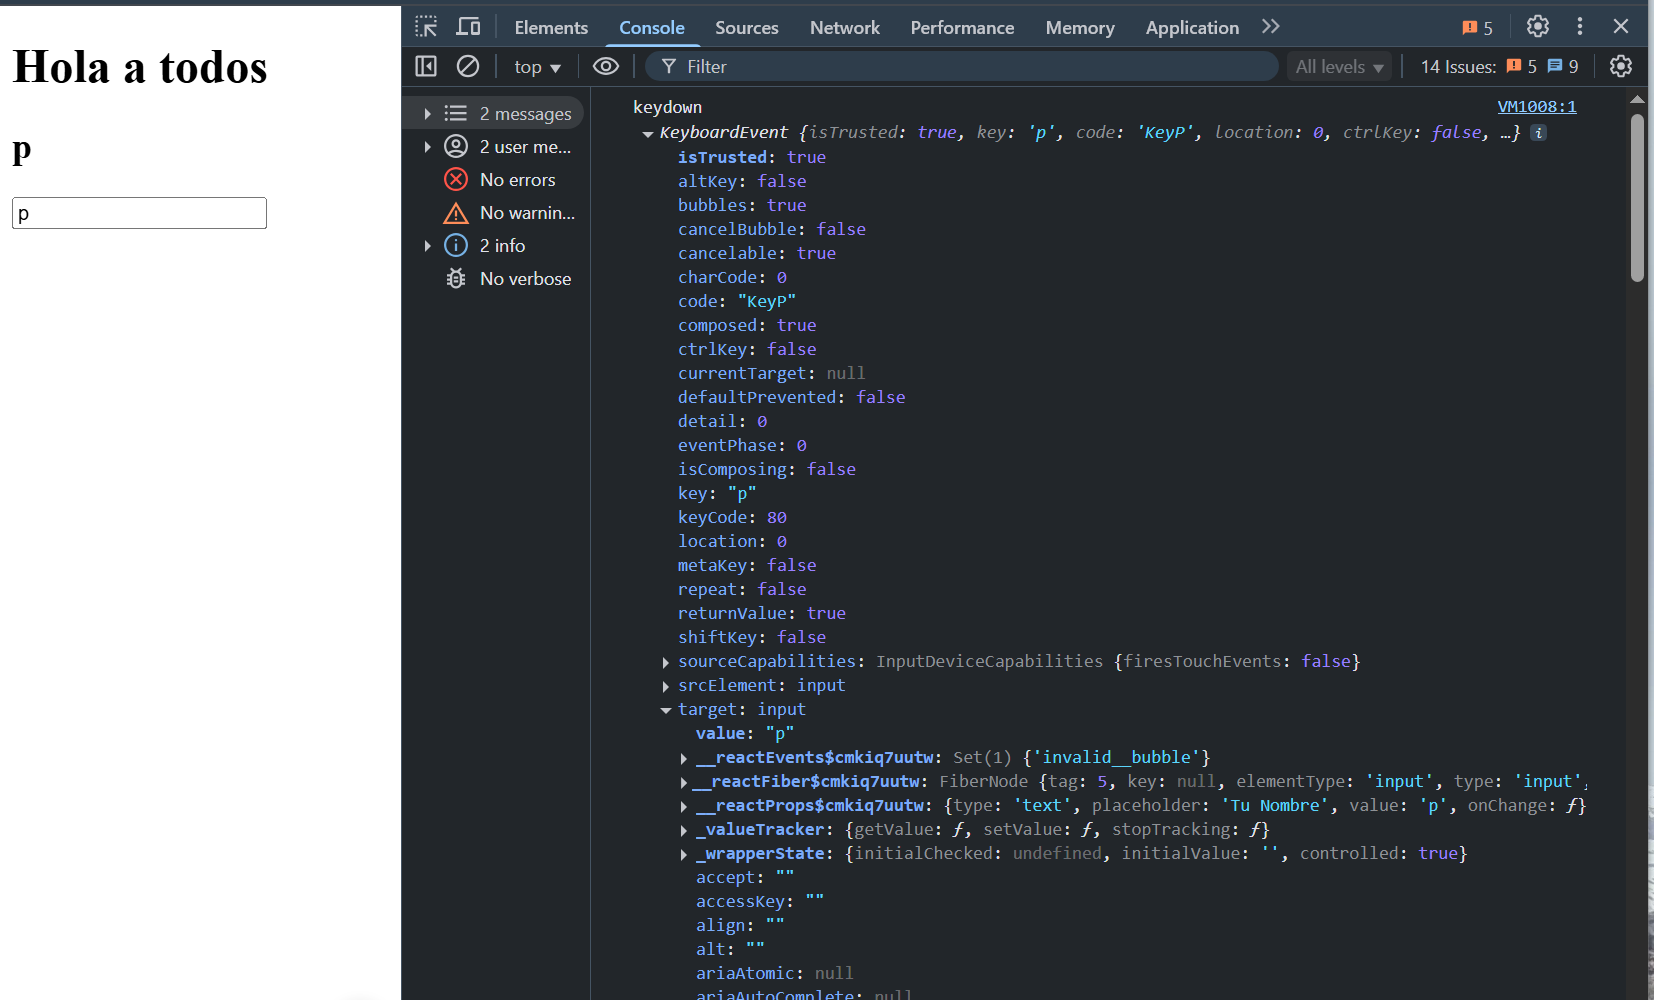 Hola a todos
p
p
Elements Console Sources Network Performance Memory Application 5
top Filter All levels 14 Issues: 5 9
2 messages
2 user me...
No errors
No warnin...
2 info
No verbose
keydown VM1008:1
KeyboardEvent {isTrusted: true, key: 'p', code: 'KeyP', location: 0, ctrlKey: false, …} i
isTrusted: true
altKey: false
bubbles: true
cancelBubble: false
cancelable: true
charCode: 0
code: "KeyP"
composed: true
ctrlKey: false
currentTarget: null
defaultPrevented: false
detail: 0
eventPhase: 0
isComposing: false
key: "p"
keyCode: 80
location: 0
metaKey: false
repeat: false
returnValue: true
shiftKey: false
sourceCapabilities: InputDeviceCapabilities {firesTouchEvents: false}
srcElement: input
target: input
value: "p"
__reactEvents$cmkiq7uutw: Set(1) {'invalid__bubble'}
__reactFiber$cmkiq7uutw: FiberNode {tag: 5, key: null, elementType: 'input', type: 'input',
__reactProps$cmkiq7uutw: {type: 'text', placeholder: 'Tu Nombre', value: 'p', onChange: ƒ}
_valueTracker: {getValue: ƒ, setValue: ƒ, stopTracking: ƒ}
_wrapperState: {initialChecked: undefined, initialValue: '', controlled: true}
accept: ""
accessKey: ""
align: ""
alt: ""
ariaAtomic: null
ariaAutoComplete: null